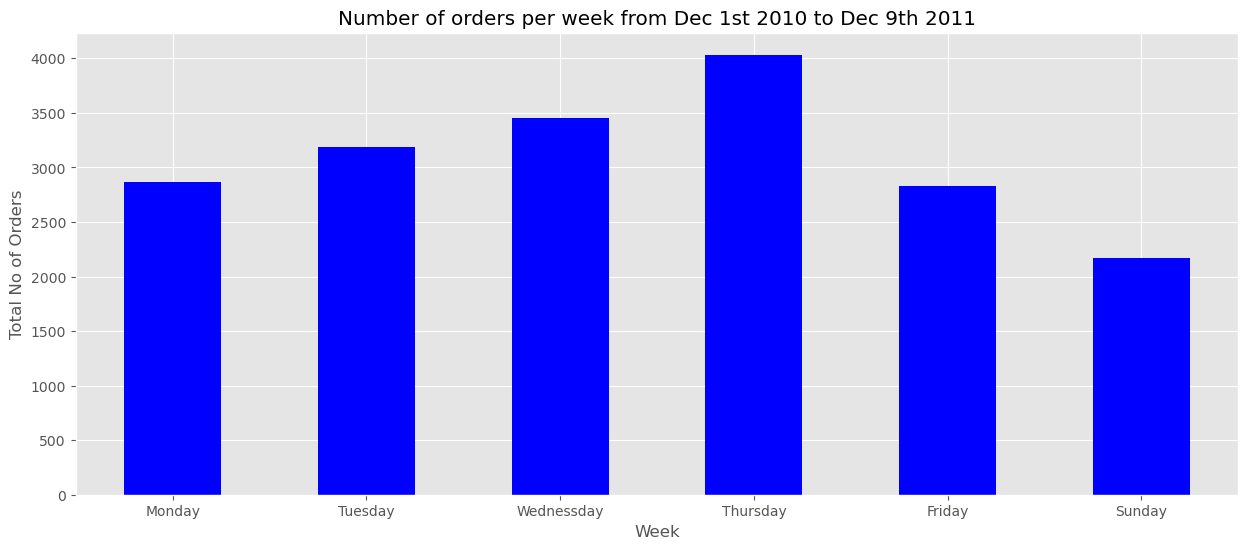 Number of orders per week from Dec 1st 2010 to Dec 9th 2011
Total No of Orders
4000
3500
3000
2500
2000
1500
1000
500
0
Monday Tuesday Wednessday Thursday Friday Sunday
Week